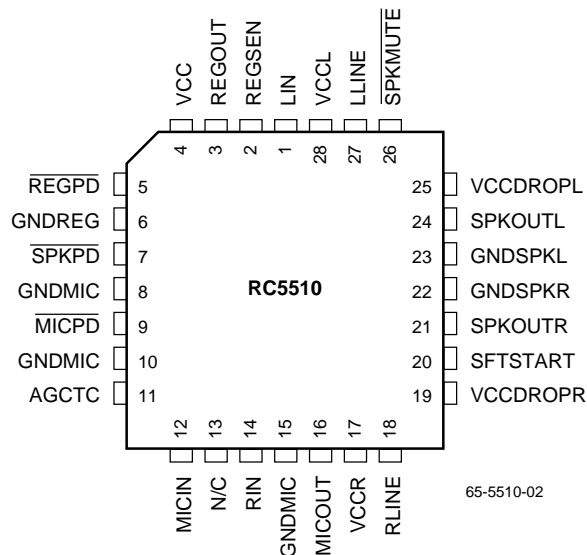 VCC
REGOUT
REGSEN
LIN
VCCL
LLINE
SPKMUTE
4
3
2
1
28
27
26
REGPD 5
GNDREG 6
SPKPD 7
GNDMIC 8
MICPD 9
GNDMIC 10
AGCTC 11
RC5510
25 VCCDROPL
24 SPKOUTL
23 GNDSPKL
22 GNDSPKR
21 SPKOUTR
20 SFTSTART
19 VCCDROPR
12
13
14
15
16
17
18
MICIN
N/C
RIN
GNDMIC
MICOUT
VCCR
RLINE
65-5510-02